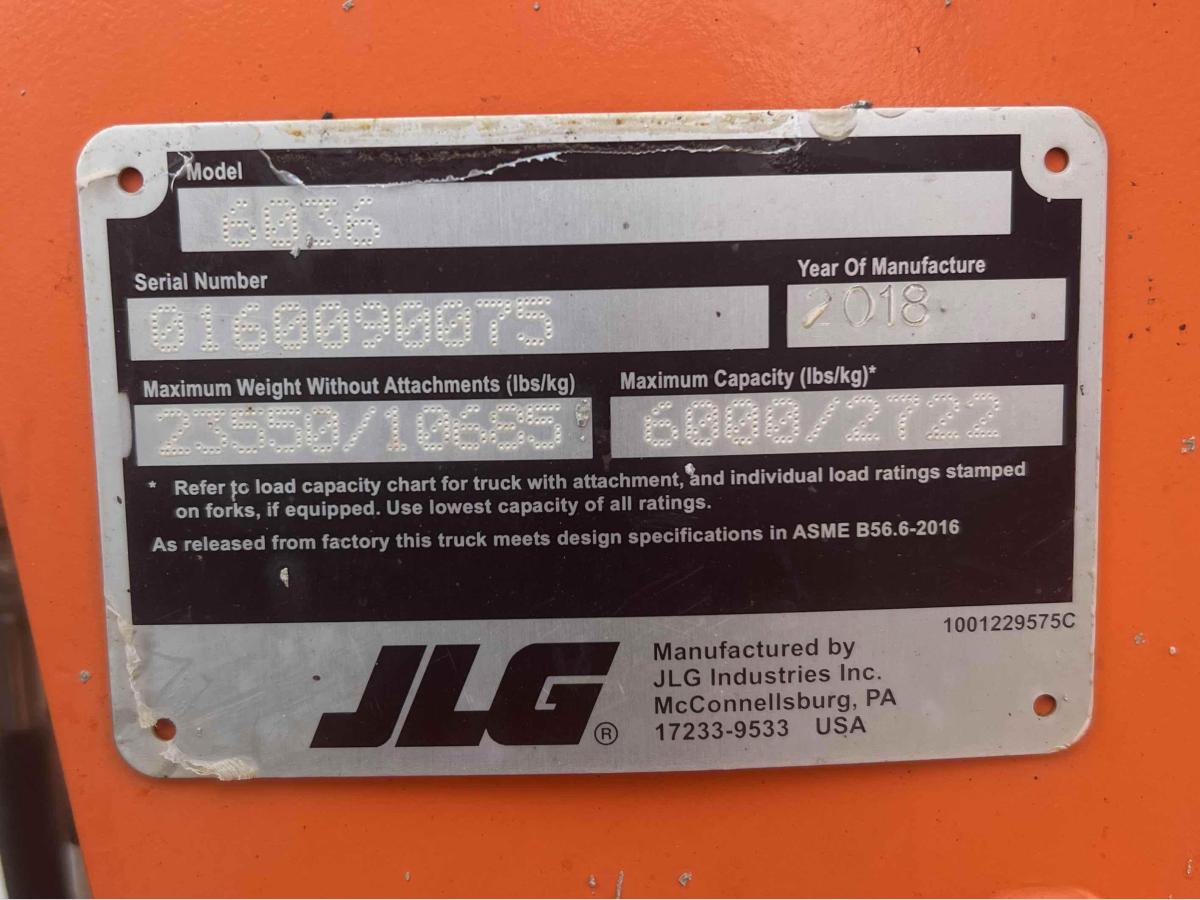 Model
6036
Serial Number
Year Of Manufacture
0160090075
2018
Maximum Weight Without Attachments (lbs/kg)
Maximum Capacity (lbs/kg)*
23550/10685
6000/2722
* Refer to load capacity chart for truck with attachment, and individual load ratings stamped
on forks, if equipped. Use lowest capacity of all ratings.
As released from factory this truck meets design specifications in ASME B56.6-2016
1001229575C
JLG®
Manufactured by
JLG Industries Inc.
McConnellsburg, PA
17233-9533 USA